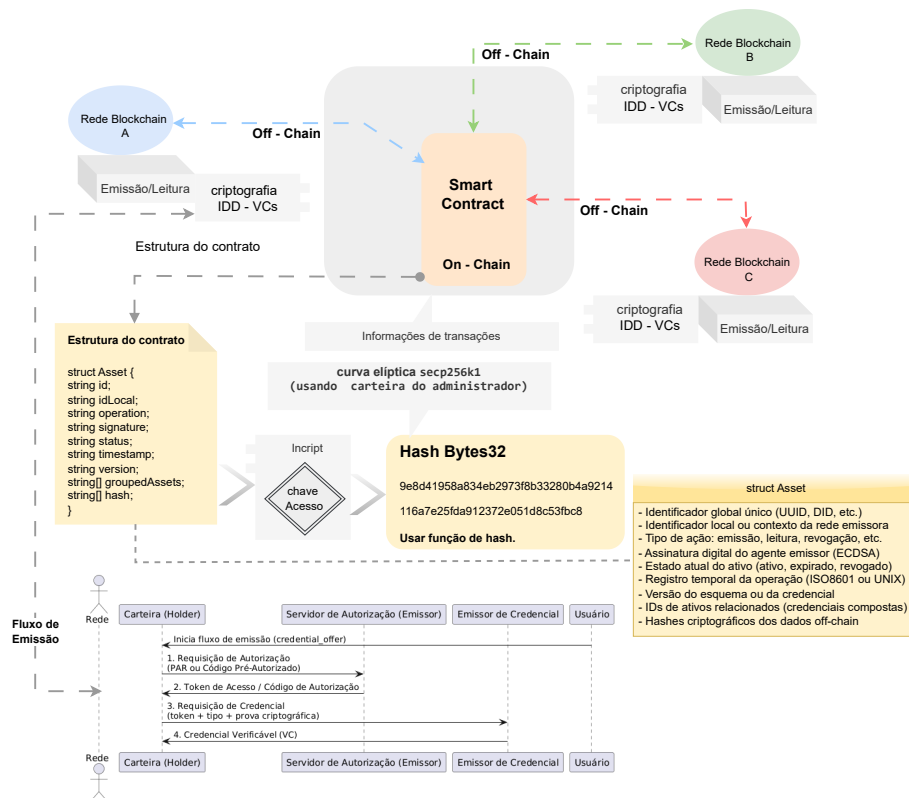 Rede Blockchain
B
Off - Chain
criptografia
IDD - VCs
Emissão/Leitura
Rede Blockchain
A
Off - Chain
Emissão/Leitura
criptografia
IDD - VCs
Smart
Contract
On - Chain
Off - Chain
Rede Blockchain
C
criptografia
IDD - VCs
Emissão/Leitura
Estrutura do contrato
Informações de transações
curva elíptica secp256k1
(usando carteira do administrador)
Estrutura do contrato
struct Asset {
string id;
string idLocal;
string operation;
string signature;
string status;
string timestamp;
string version;
string[] groupedAssets;
string[] hash;
}
Incript
chave
Acesso
Hash Bytes32
9e8d41958a834eb2973f8b33280b4a9214
116a7e25fda912372e051d8c53fbc8
Usar função de hash.
struct Asset
- Identificador global único (UUID, DID, etc.)
- Identificador local ou contexto da rede emissora
- Tipo de ação: emissão, leitura, revogação, etc.
- Assinatura digital do agente emissor (ECDSA)
- Estado atual do ativo (ativo, expirado, revogado)
- Registro temporal da operação (ISO8601 ou UNIX)
- Versão do esquema ou da credencial
- IDs de ativos relacionados (credenciais compostas)
- Hashes criptográficos dos dados off-chain
Fluxo de
Emissão
Rede
Carteira (Holder)
Servidor de Autorização (Emissor)
Emissor de Credencial
Usuário
Inicia fluxo de emissão (credential_offer)
1. Requisição de Autorização
(PAR ou Código Pré-Autorizado)
2. Token de Acesso / Código de Autorização
3. Requisição de Credencial
(token + tipo + prova criptográfica)
4. Credencial Verificável (VC)
Rede
Carteira (Holder)
Servidor de Autorização (Emissor)
Emissor de Credencial
Usuário